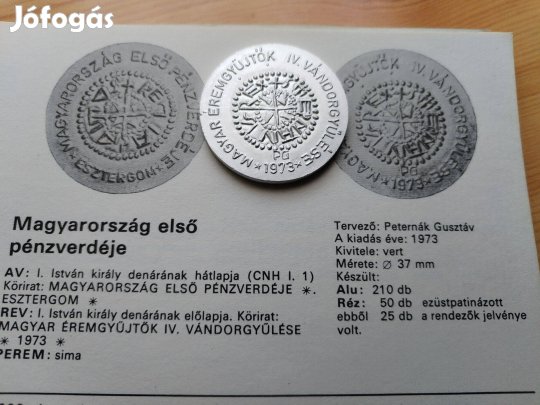 Jófogás
MAGYARORSZÁG ELSŐ PÉNZVERDÉJE
ESZTERGOM
MAGYAR ÉREMGYŰJTŐK IV. VÁNDORGYŰLÉSE
PG
* 1973 *
MAGYAR ÉREMGYŰJTŐK IV. VÁNDORGYŰLÉSE
PG
1973 *
Magyarország első
pénzverdéje
AV: I. István király denárának hátlapja (CNH I. 1)
Körirat: MAGYARORSZÁG ELSŐ PÉNZVERDÉJE ✳.
ESZTERGOM ✳
REV: I. István király denárának előlapja. Körirat:
MAGYAR ÉREMGYŰJTŐK IV. VÁNDORGYŰLÉSE
✳ 1973 ✳
PEREM: sima
Tervező: Peternák Gusztáv
A kiadás éve: 1973
Kivitele: vert
Mérete: ∅ 37 mm
Készült:
Alu: 210 db
Réz: 50 db ezüstpatinázott
ebből 25 db a rendezők jelvénye
volt.